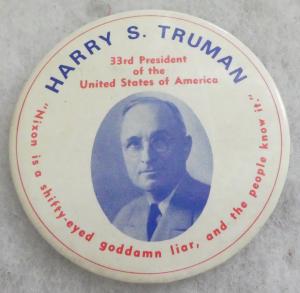 HARRY S. TRUMAN
33rd President
of the
United States of America
"Nixon is a shifty-eyed goddamn liar, and the people know it."